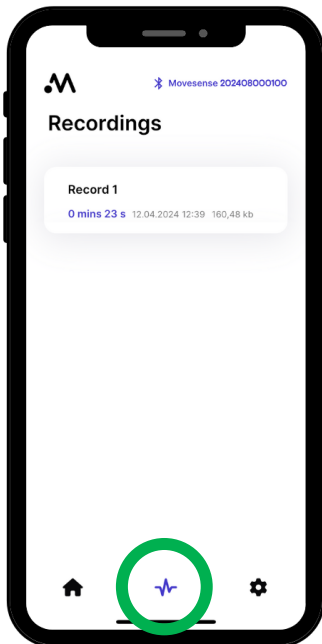 Movesense 202408000100
Recordings
Record 1
0 mins 23 s 12.04.2024 12:39 160,48 kb